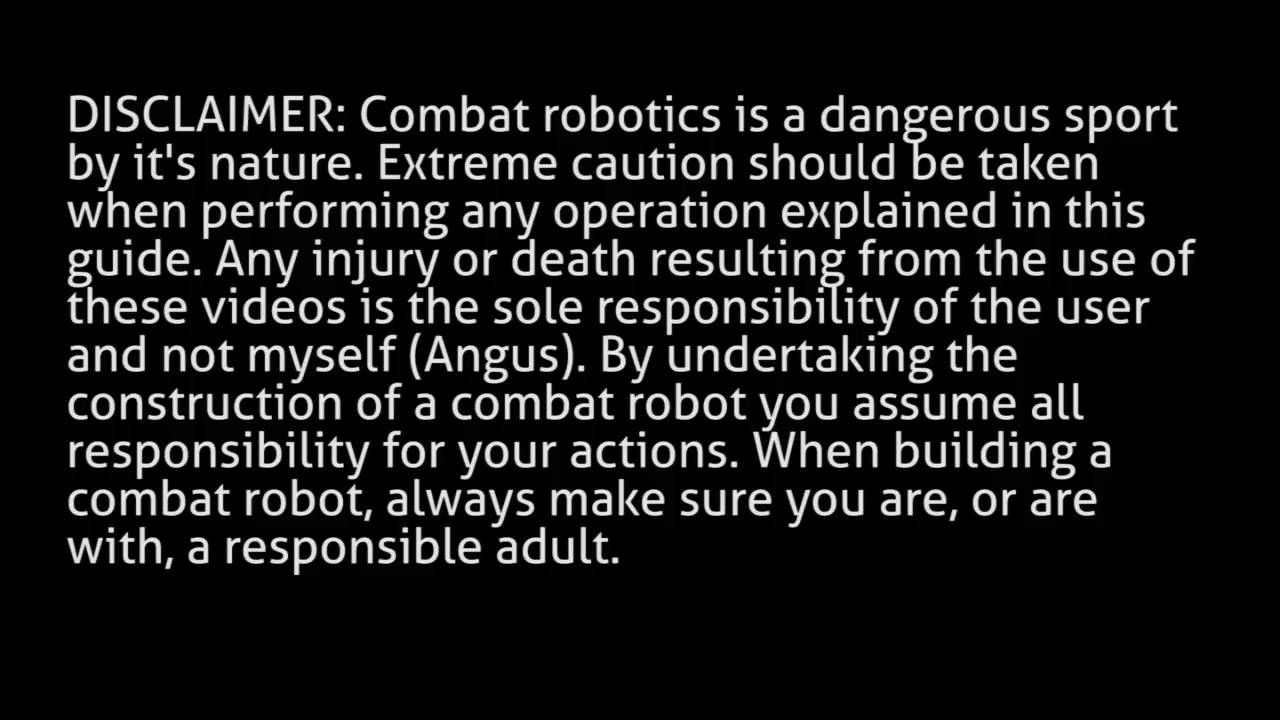 DISCLAIMER: Combat robotics is a dangerous sport
by it's nature. Extreme caution should be taken
when performing any operation explained in this
guide. Any injury or death resulting from the use of
these videos is the sole responsibility of the user
and not myself (Angus). By undertaking the
construction of a combat robot you assume all
responsibility for your actions. When building a
combat robot, always make sure you are, or are
with, a responsible adult.